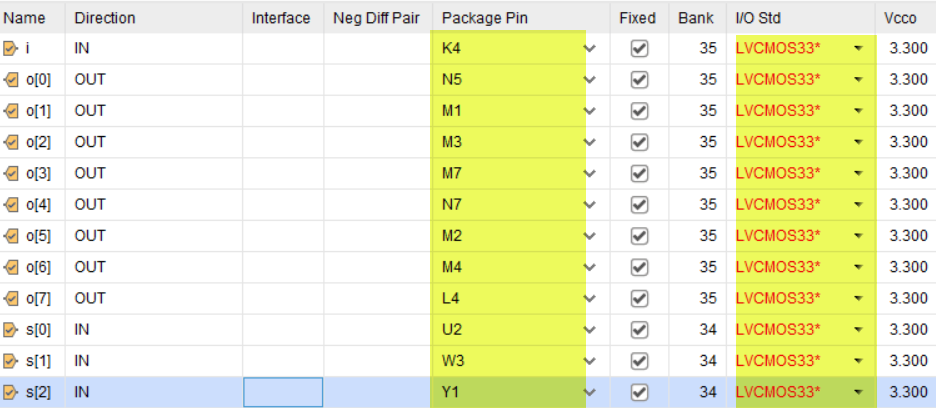 Name Direction Interface Neg Diff Pair Package Pin Fixed Bank I/O Std Vcco
i IN K4 35 LVCMOS33* 3.300
o[0] OUT N5 35 LVCMOS33* 3.300
o[1] OUT M1 35 LVCMOS33* 3.300
o[2] OUT M3 35 LVCMOS33* 3.300
o[3] OUT M7 35 LVCMOS33* 3.300
o[4] OUT N7 35 LVCMOS33* 3.300
o[5] OUT M2 35 LVCMOS33* 3.300
o[6] OUT M4 35 LVCMOS33* 3.300
o[7] OUT L4 35 LVCMOS33* 3.300
s[0] IN U2 34 LVCMOS33* 3.300
s[1] IN W3 34 LVCMOS33* 3.300
s[2] IN Y1 34 LVCMOS33* 3.300